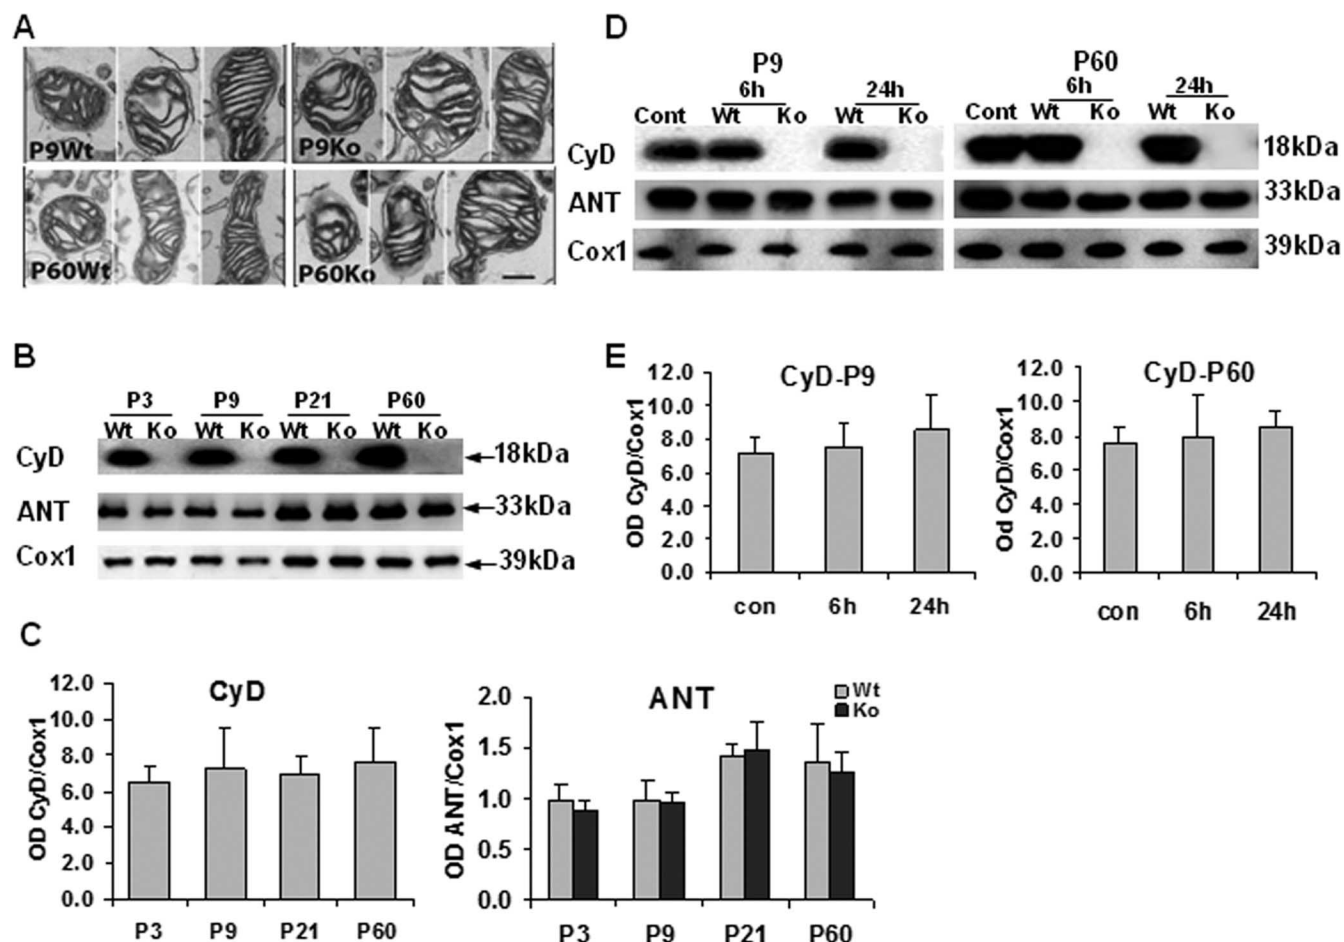 A
P9Wt
P9Ko
P60Wt
P60Ko
B
P3 P9 P21 P60
Wt Ko Wt Ko Wt Ko Wt Ko
CyD 18kDa
ANT 33kDa
Cox1 39kDa
C
CyD
OD CyD/Cox1
12.0
10.0
8.0
6.0
4.0
2.0
0.0
P3 P9 P21 P60
ANT
Wt
Ko
OD ANT/Cox1
2.0
1.5
1.0
0.5
0.0
P3 P9 P21 P60
D
P9 P60
6h 24h 6h 24h
Cont Wt Ko Wt Ko Cont Wt Ko Wt Ko
CyD 18kDa
ANT 33kDa
Cox1 39kDa
E
CyD-P9
OD CyD/Cox1
12.0
10.0
8.0
6.0
4.0
2.0
0.0
con 6h 24h
CyD-P60
Od CyD/Cox1
12.0
10.0
8.0
6.0
4.0
2.0
0.0
con 6h 24h